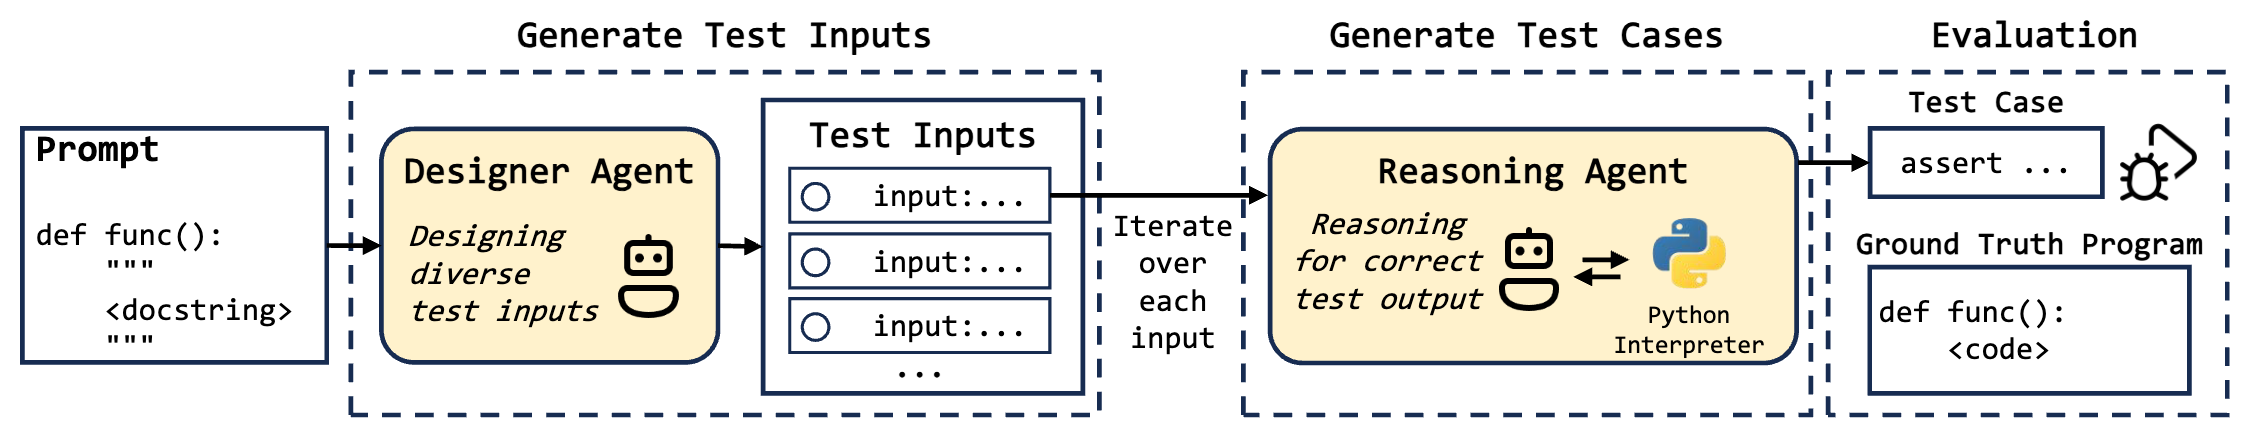 Generate Test Inputs
Generate Test Cases
Evaluation
Prompt
def func():
"""
<docstring>
"""
Designer Agent
Designing
diverse
test inputs
Test Inputs
input:...
input:...
input:...
...
Iterate
over
each
input
Reasoning Agent
Reasoning
for correct
test output
Python
Interpreter
Test Case
assert ...
Ground Truth Program
def func():
<code>